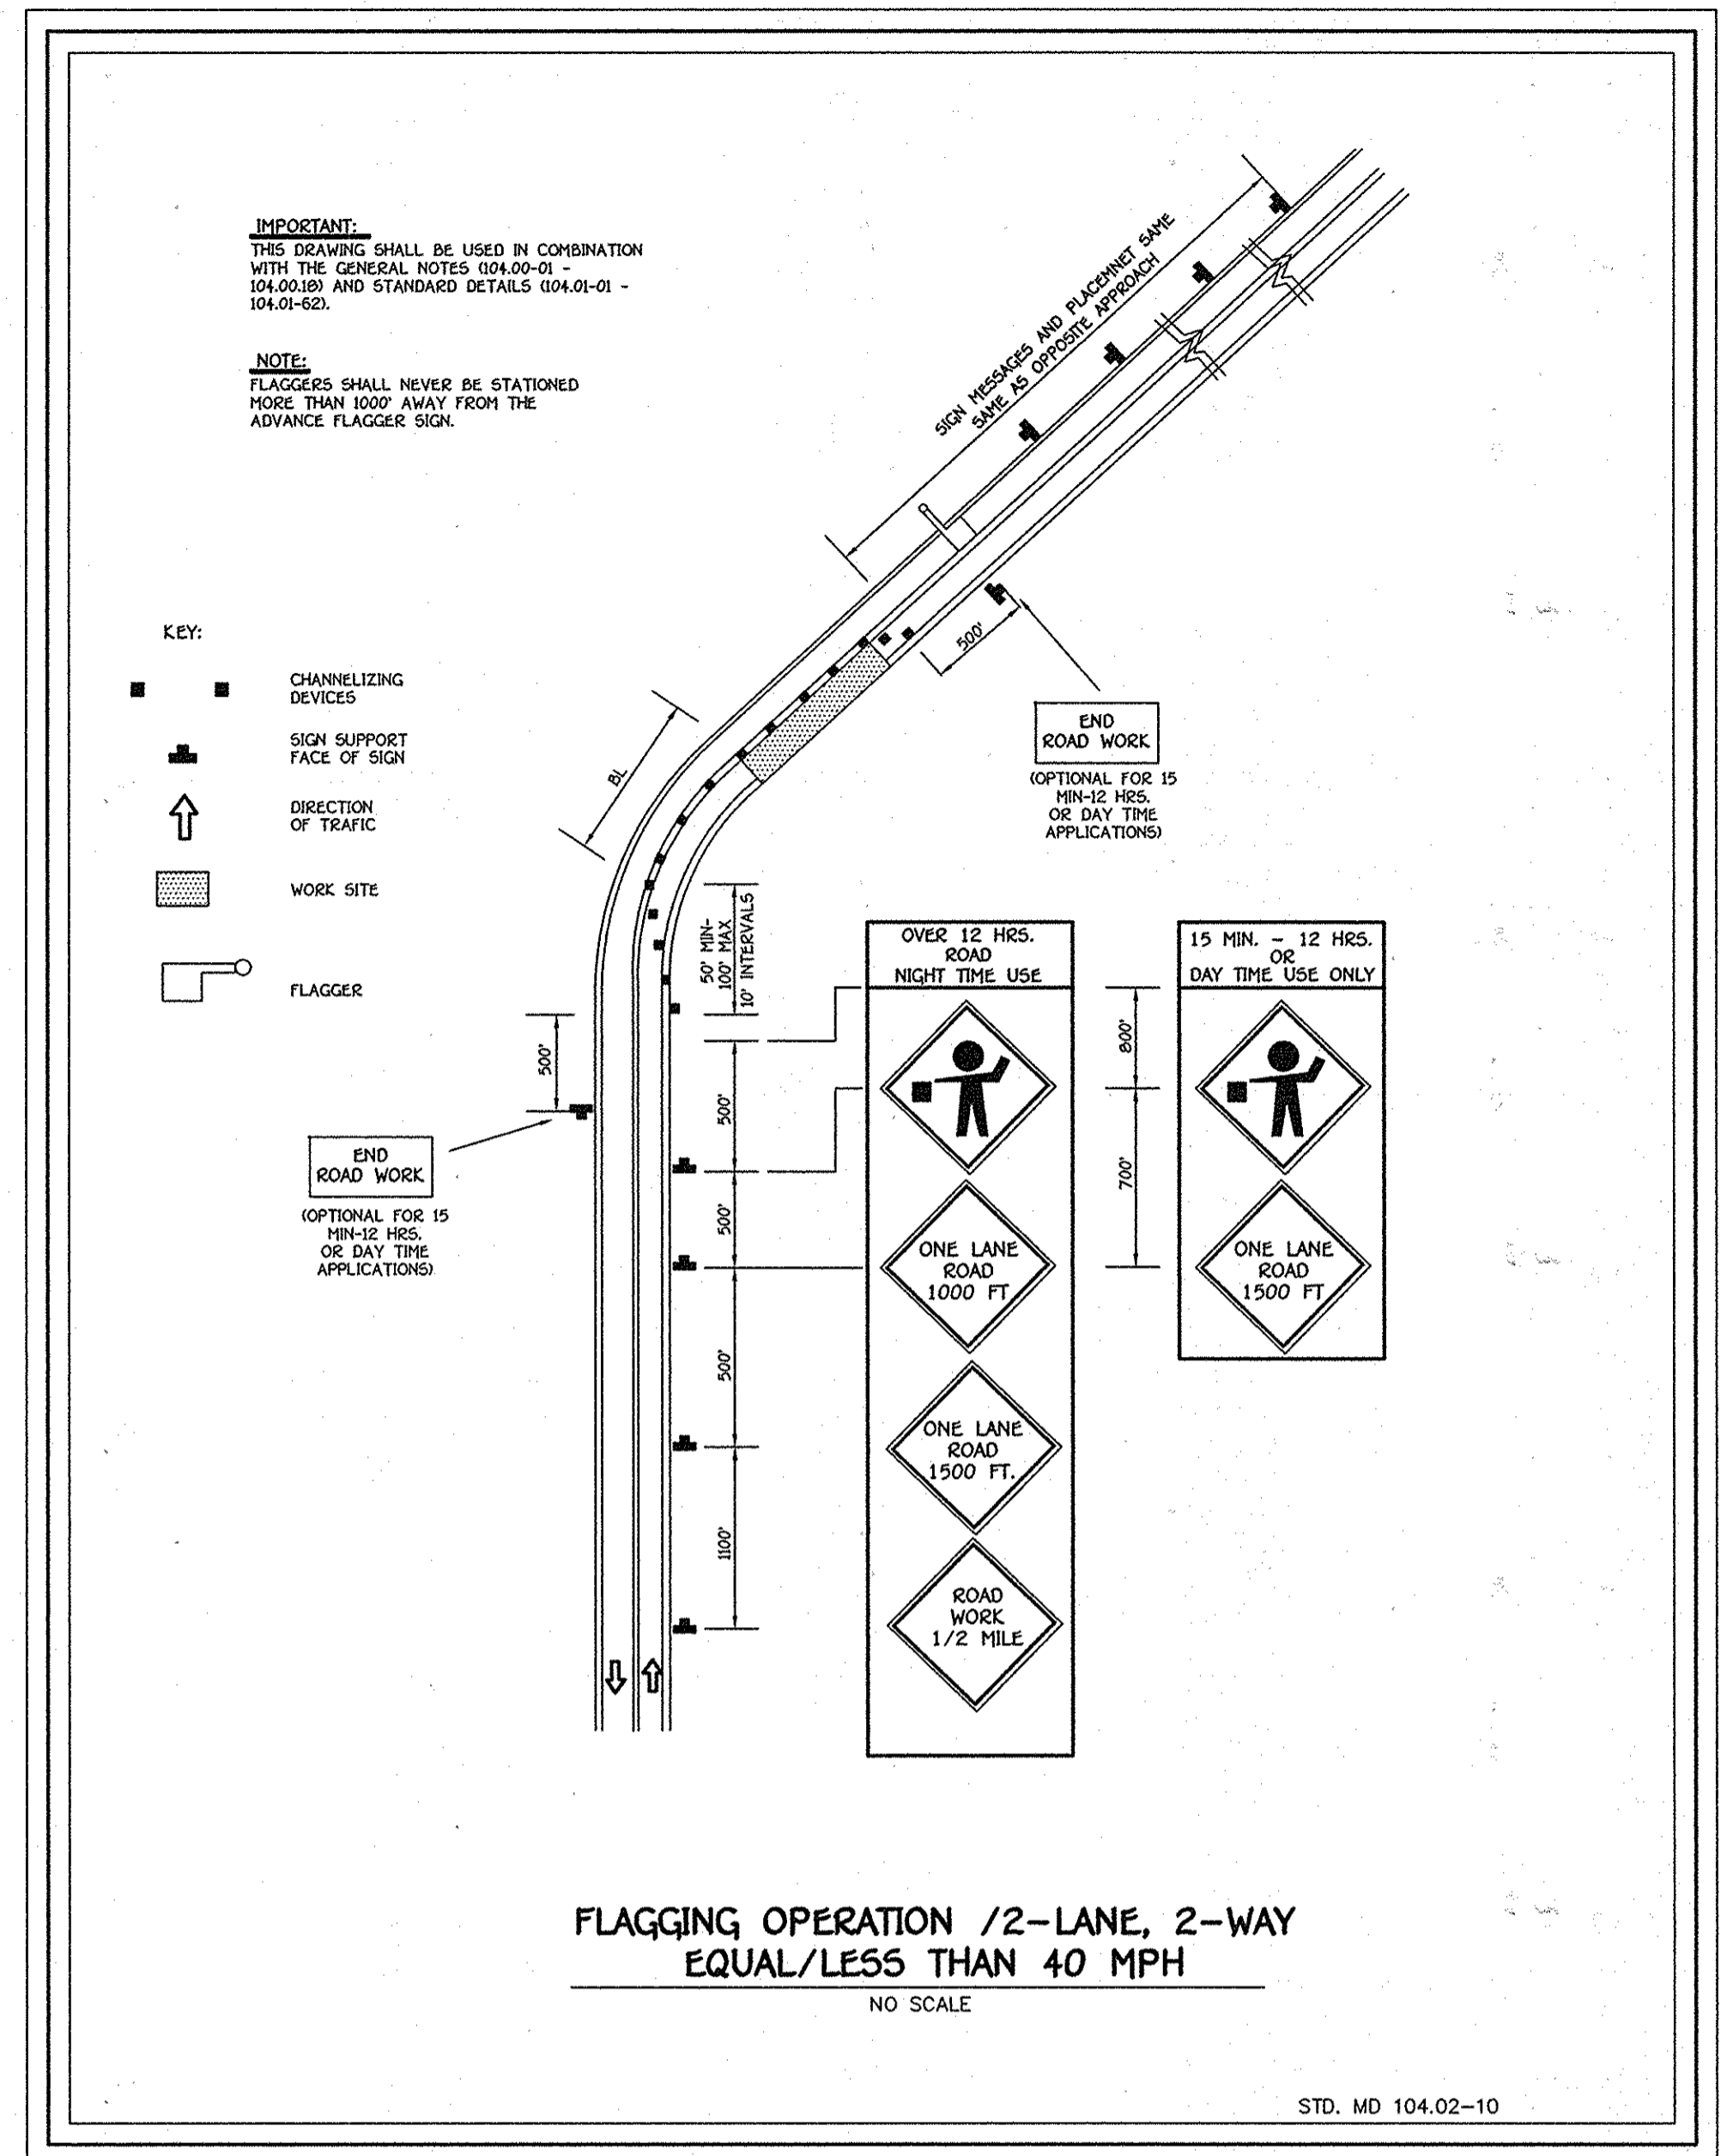 IMPORTANT:
THIS DRAWING SHALL BE USED IN COMBINATION
WITH THE GENERAL NOTES (104.00-01 -
104.00.18) AND STANDARD DETAILS (104.01-01 -
104.01-62).
NOTE:
FLAGGERS SHALL NEVER BE STATIONED
MORE THAN 1000' AWAY FROM THE
ADVANCE FLAGGER SIGN.
SIGN MESSAGES AND PLACEMNET SAME
SAME AS OPPOSITE APPROACH
KEY:
CHANNELIZING
DEVICES
SIGN SUPPORT
FACE OF SIGN
DIRECTION
OF TRAFIC
WORK SITE
FLAGGER
500'
END
ROAD WORK
(OPTIONAL FOR 15
MIN-12 HRS.
OR DAY TIME
APPLICATIONS)
BL
50' MIN-
100' MAX
10' INTERVALS
500'
END
ROAD WORK
(OPTIONAL FOR 15
MIN-12 HRS.
OR DAY TIME
APPLICATIONS)
500'
500'
500'
1100'
OVER 12 HRS.
ROAD
NIGHT TIME USE
ONE LANE
ROAD
1000 FT
ONE LANE
ROAD
1500 FT.
ROAD
WORK
1/2 MILE
800'
700'
15 MIN. - 12 HRS.
OR
DAY TIME USE ONLY
ONE LANE
ROAD
1500 FT
FLAGGING OPERATION /2-LANE, 2-WAY
EQUAL/LESS THAN 40 MPH
NO SCALE
STD. MD 104.02-10